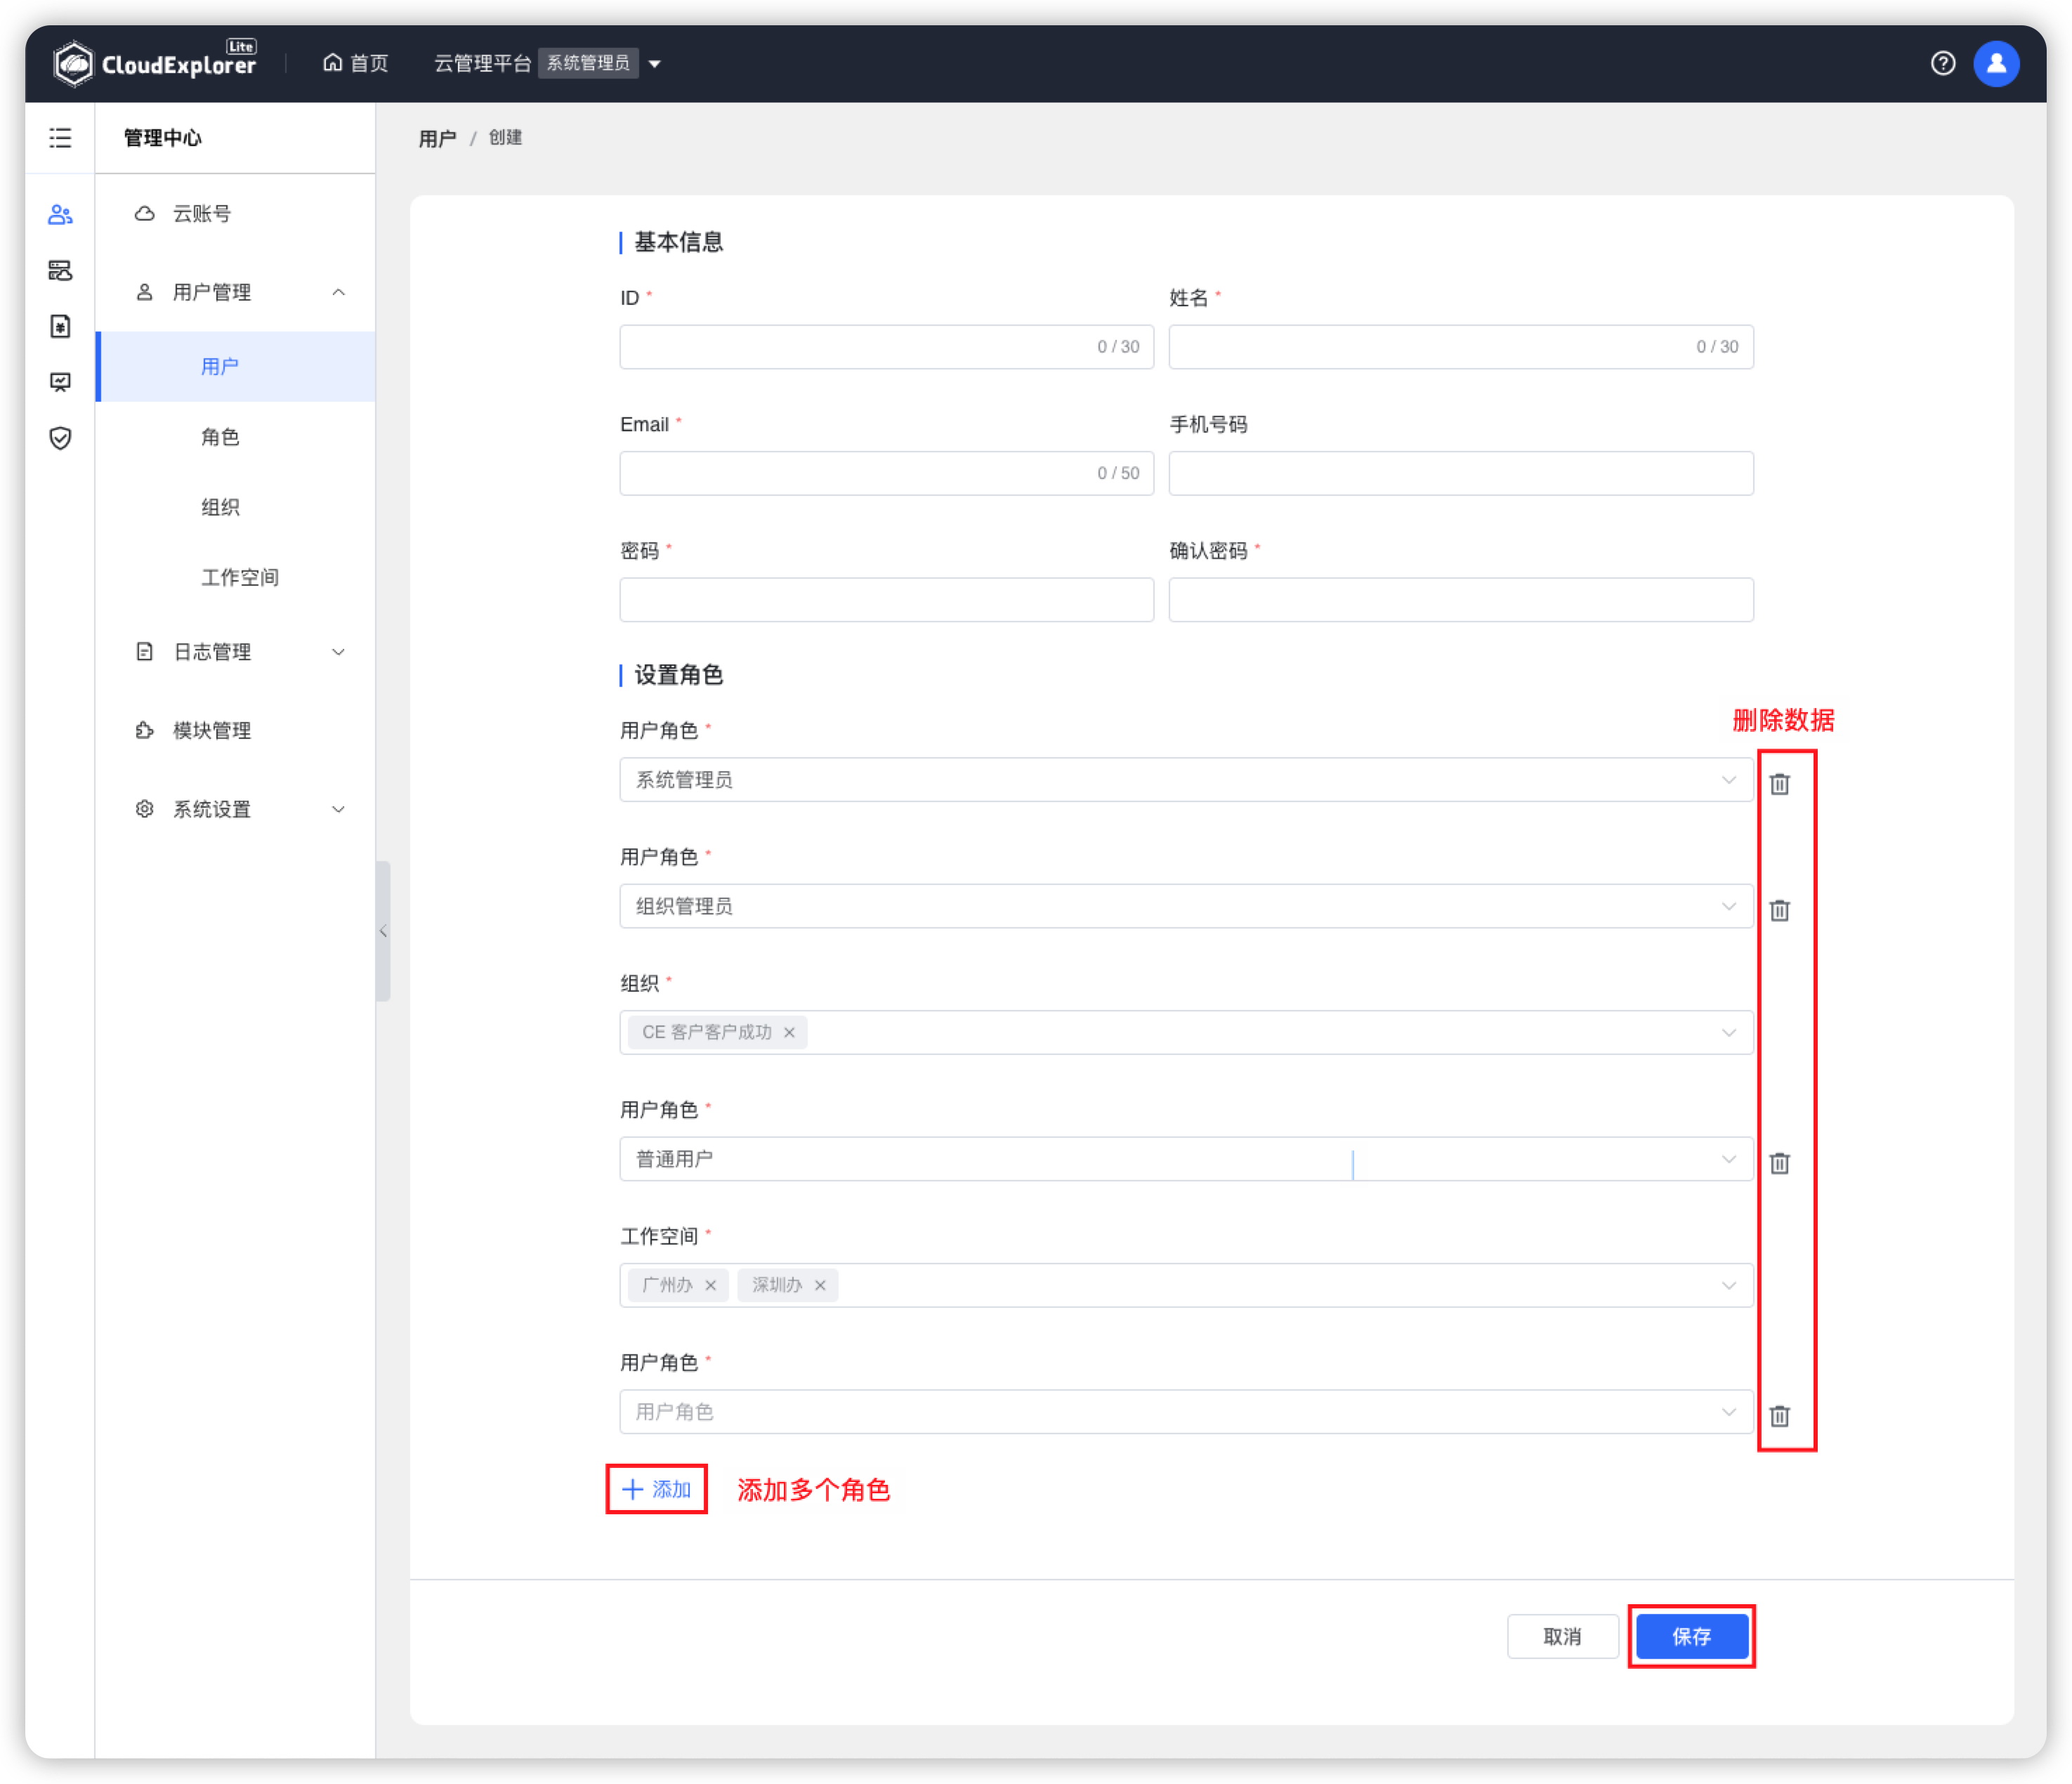 CloudExplorer Lite
首页
云管理平台 系统管理员
管理中心
云账号
用户管理
用户
角色
组织
工作空间
日志管理
模块管理
系统设置
用户 / 创建
基本信息
ID *
0 / 30
姓名 *
0 / 30
Email *
0 / 50
手机号码
密码 *
确认密码 *
设置角色
删除数据
用户角色 *
系统管理员
用户角色 *
组织管理员
组织 *
CE 客户客户成功 ×
用户角色 *
普通用户
工作空间 *
广州办 × 深圳办 ×
用户角色 *
用户角色
+ 添加
添加多个角色
取消
保存